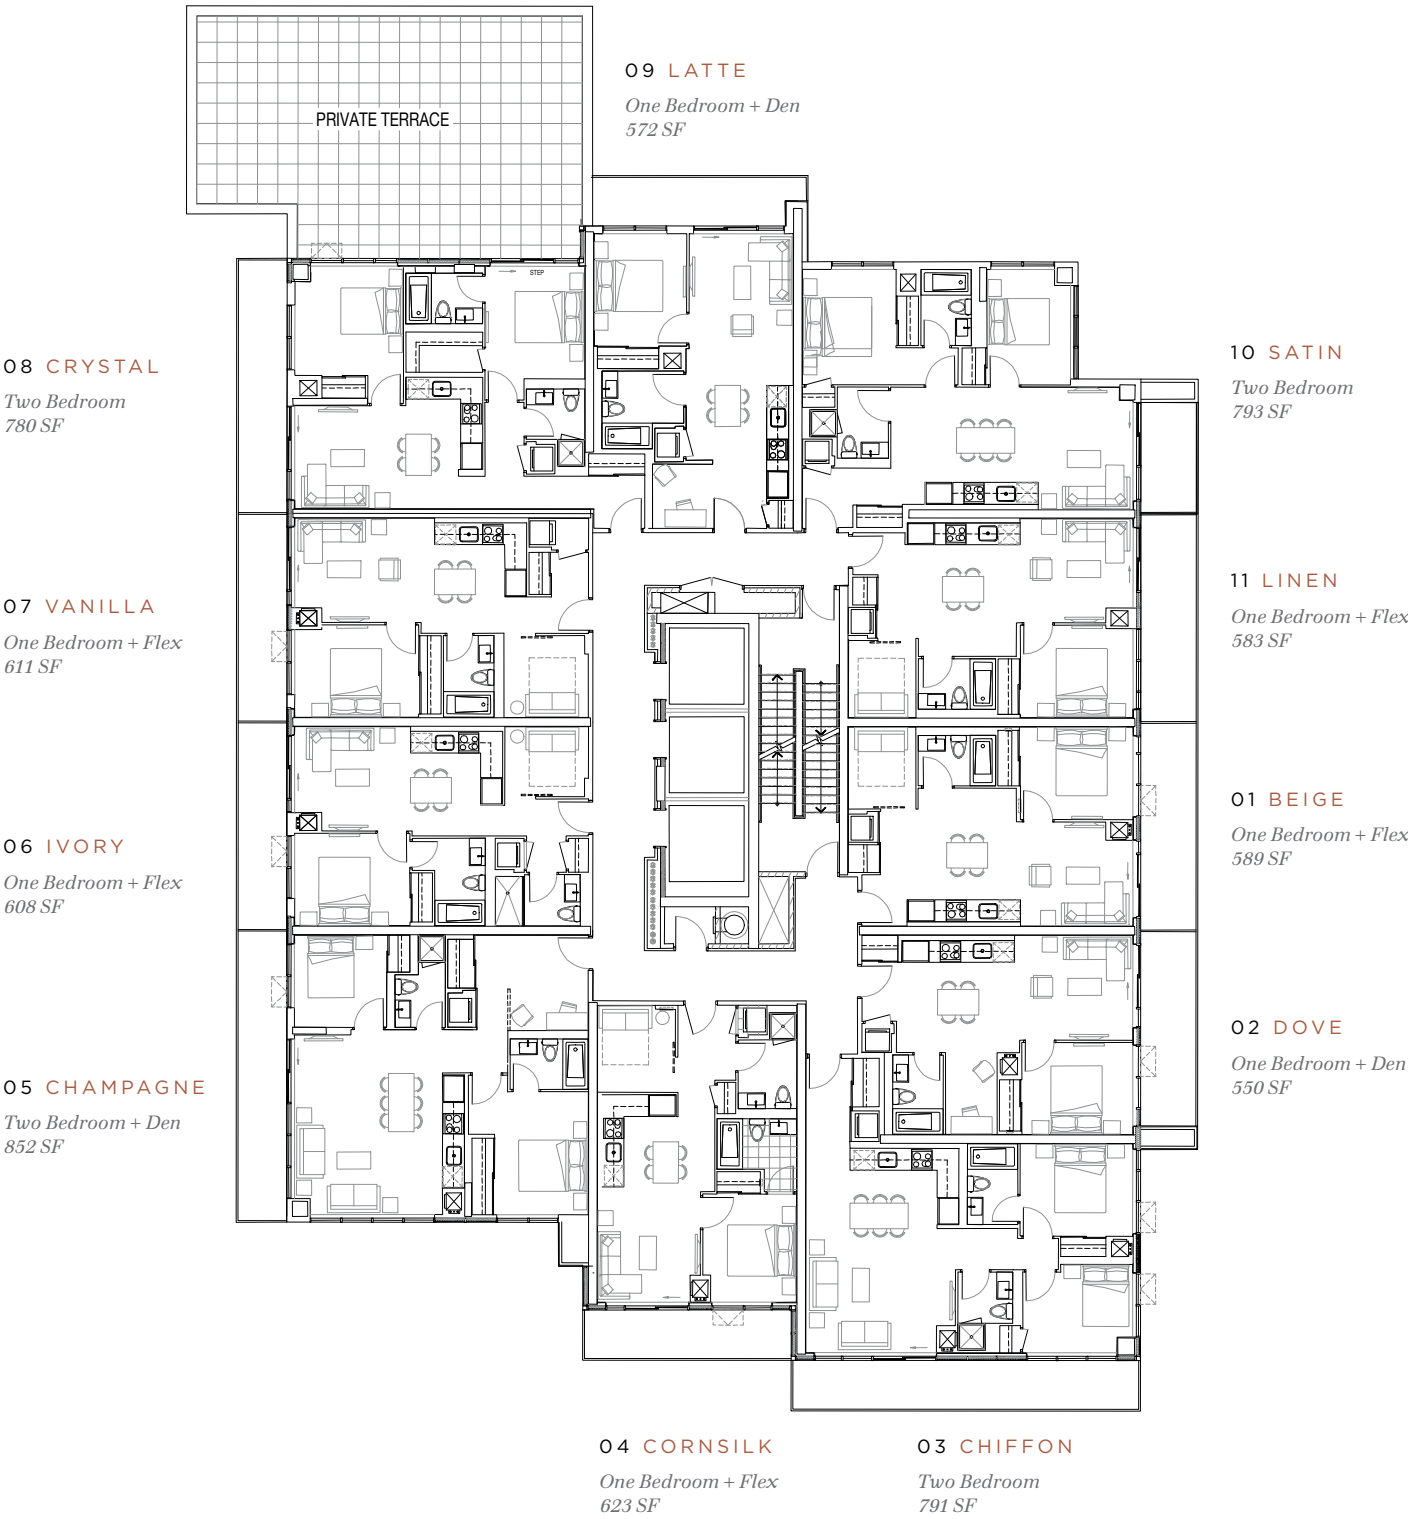 09 LATTE
One Bedroom + Den
572 SF
PRIVATE TERRACE
STEP
08 CRYSTAL
Two Bedroom
780 SF
10 SATIN
Two Bedroom
793 SF
07 VANILLA
One Bedroom + Flex
611 SF
11 LINEN
One Bedroom + Flex
583 SF
06 IVORY
One Bedroom + Flex
608 SF
01 BEIGE
One Bedroom + Flex
589 SF
05 CHAMPAGNE
Two Bedroom + Den
852 SF
02 DOVE
One Bedroom + Den
550 SF
04 CORNSILK
One Bedroom + Flex
623 SF
03 CHIFFON
Two Bedroom
791 SF